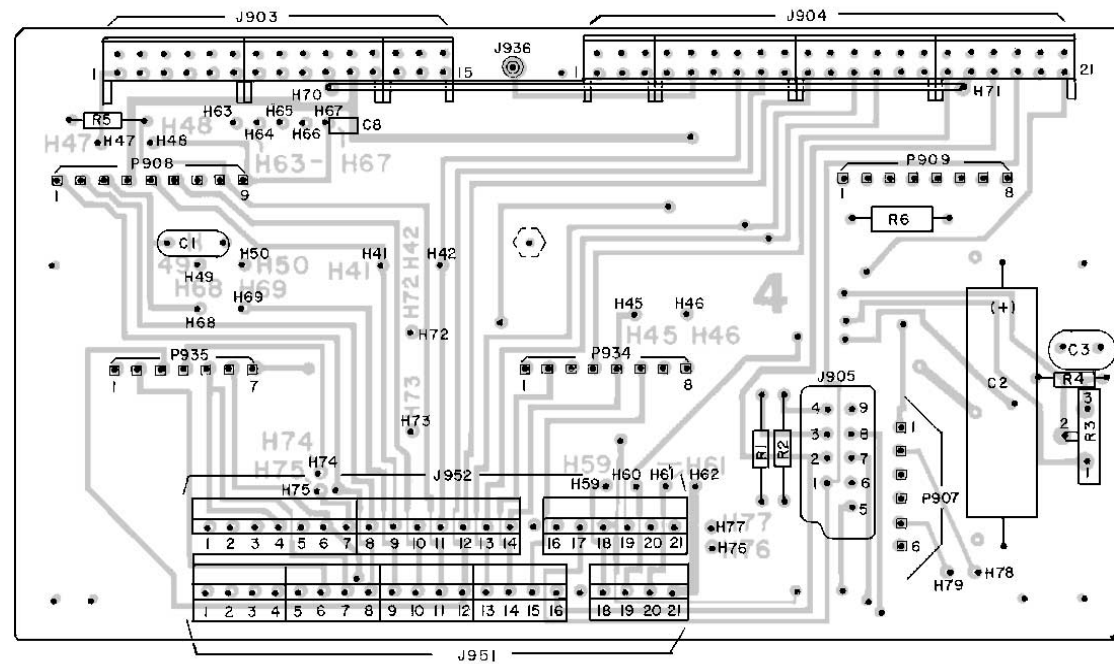 J903
J904
J936
1
15
1
21
H70
H71
R5
H63
H65
H67
H64
H66
C8
H48
H47
H47
H48
H63-
H67
P908
1
9
P909
1
8
R6
C1
49
H49
H50
H50
H41
H41
H42
H72
H42
H68
H69
H69
H68
H72
4
H45
H46
H45
H46
(+)
C2
C3
R4
3
2
R3
1
P935
1
7
P934
1
8
J905
4
9
3
8
2
7
1
6
5
R1
R2
1
P907
6
H73
H73
H74
H74
H75
H75
J952
H59
H59
H60
H61
H61
H62
H77
H77
H76
H76
H79
H78
1 2 3 4 5 6 7 8 9 10 11 12 13 14
16 17 18 19 20 21
1 2 3 4 5 6 7 8 9 10 11 12 13 14 15 16
18 19 20 21
J951